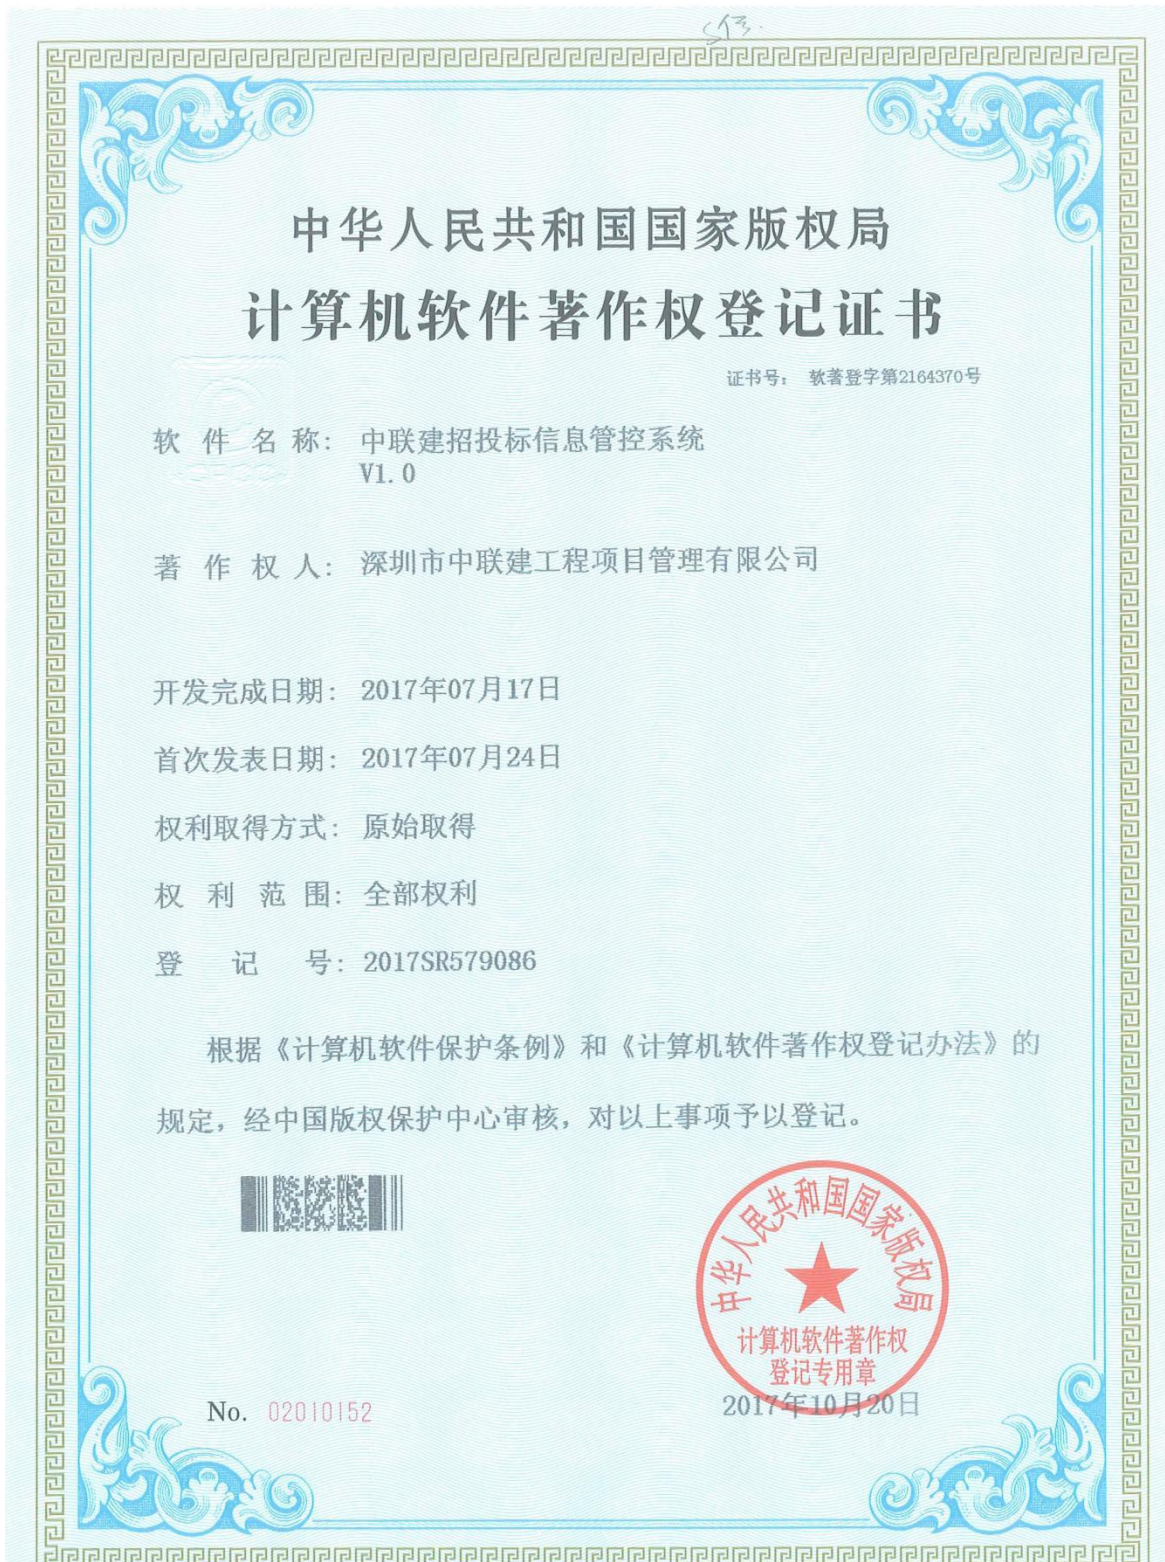 中华人民共和国国家版权局
计算机软件著作权登记证书
证书号： 软著登字第2164370号
软 件 名 称： 中联建招投标信息管控系统
V1.0
著 作 权 人： 深圳市中联建工程项目管理有限公司
开发完成日期： 2017年07月17日
首次发表日期： 2017年07月24日
权利取得方式： 原始取得
权 利 范 围： 全部权利
登 记 号： 2017SR579086
根据《计算机软件保护条例》和《计算机软件著作权登记办法》的
规定，经中国版权保护中心审核，对以上事项予以登记。
中华人民共和国国家版权局
计算机软件著作权
登记专用章
2017年10月20日
No. 02010152